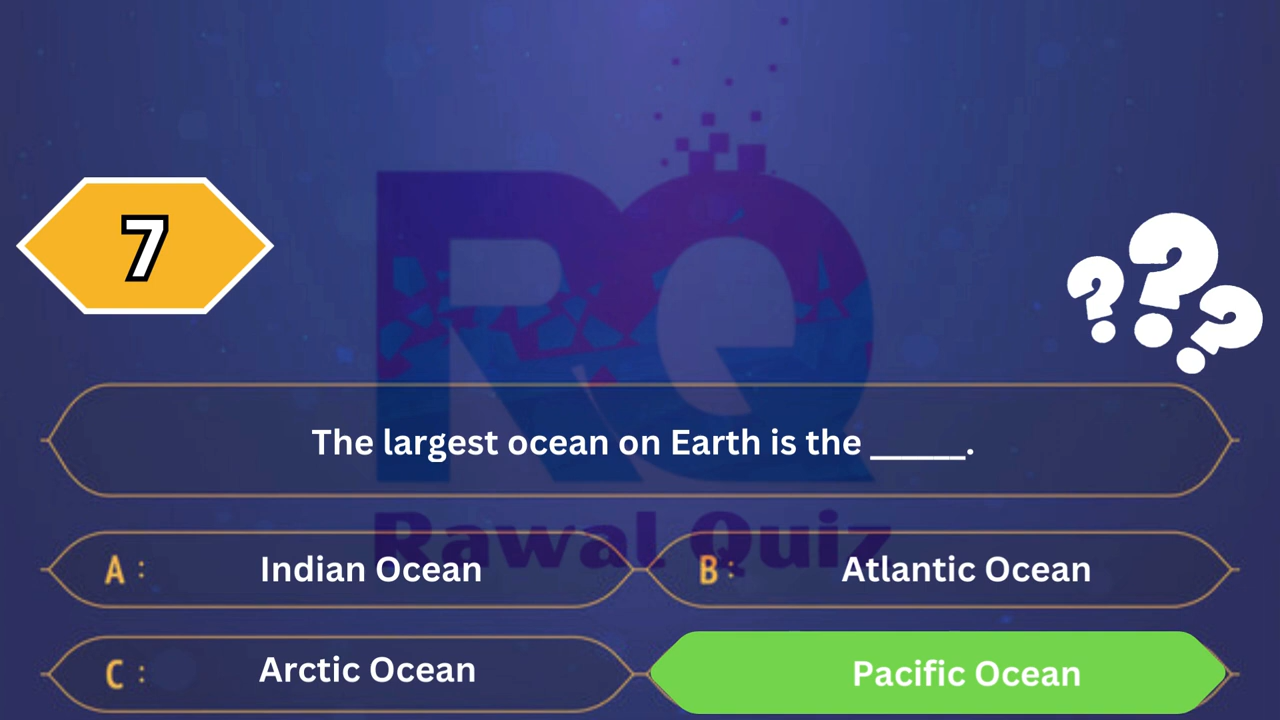 RQ
7
? ? ?
The largest ocean on Earth is the ______.
Rawal Quiz
A : Indian Ocean
B : Atlantic Ocean
C : Arctic Ocean
Pacific Ocean